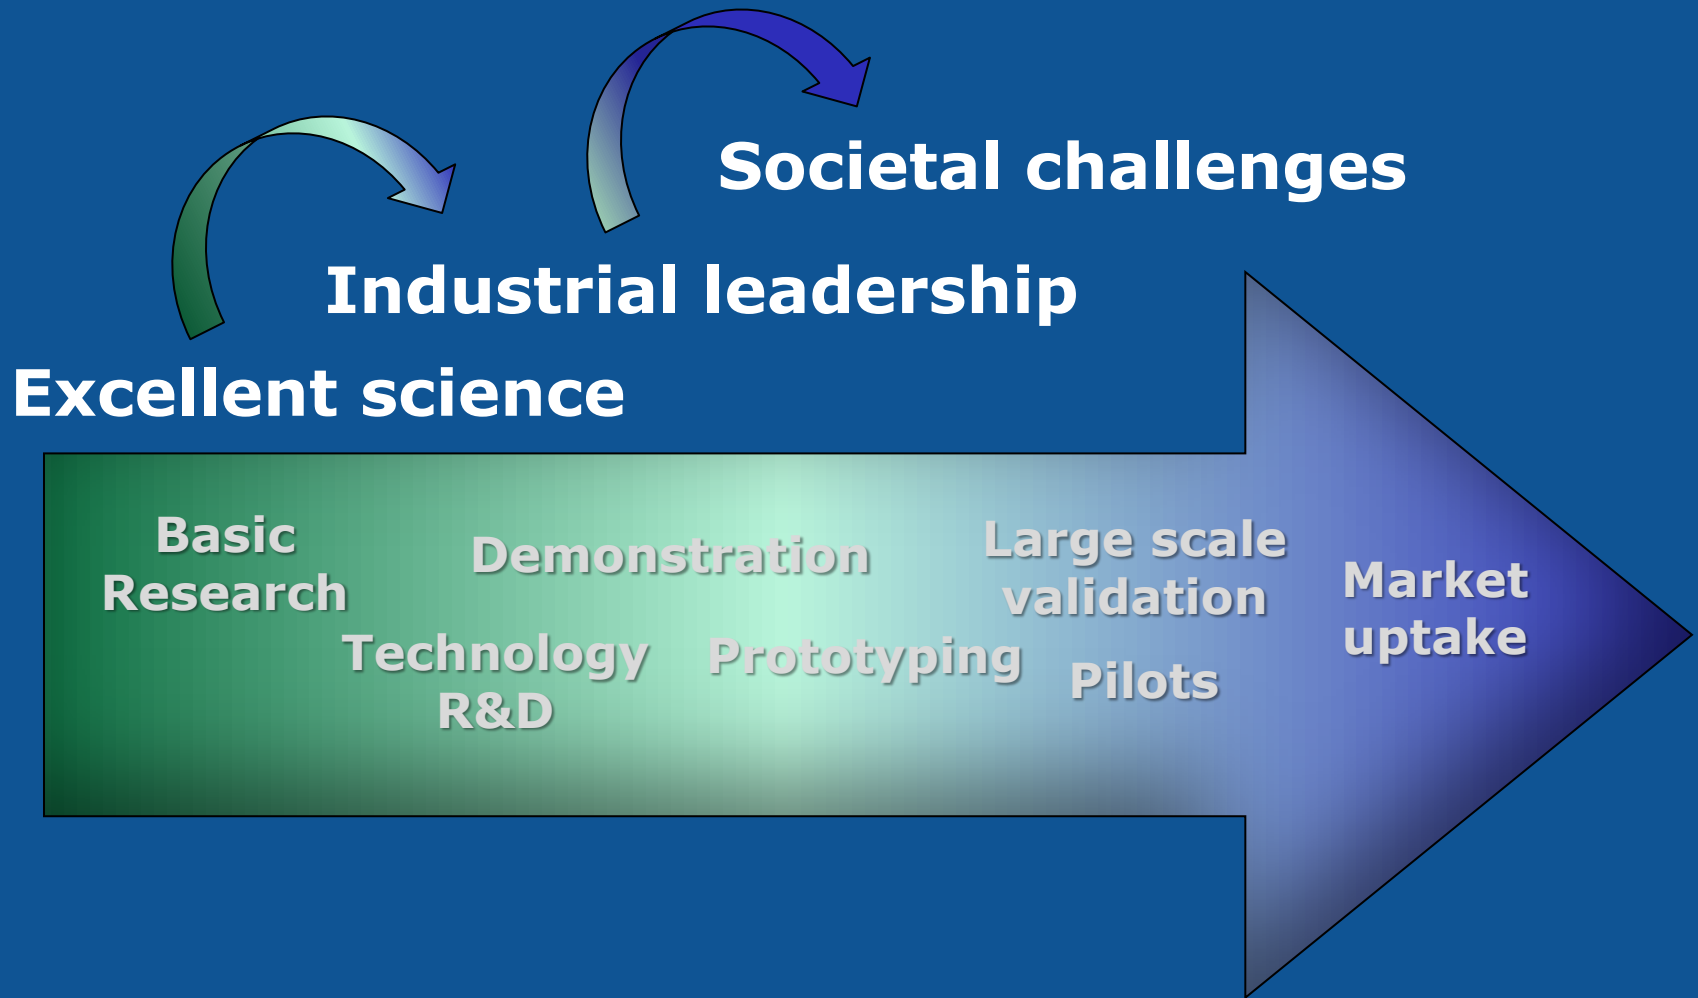 Societal challenges
Industrial leadership
Excellent science
Basic
Research
Demonstration
Technology
R&D
Prototyping
Large scale
validation
Pilots
Market
uptake